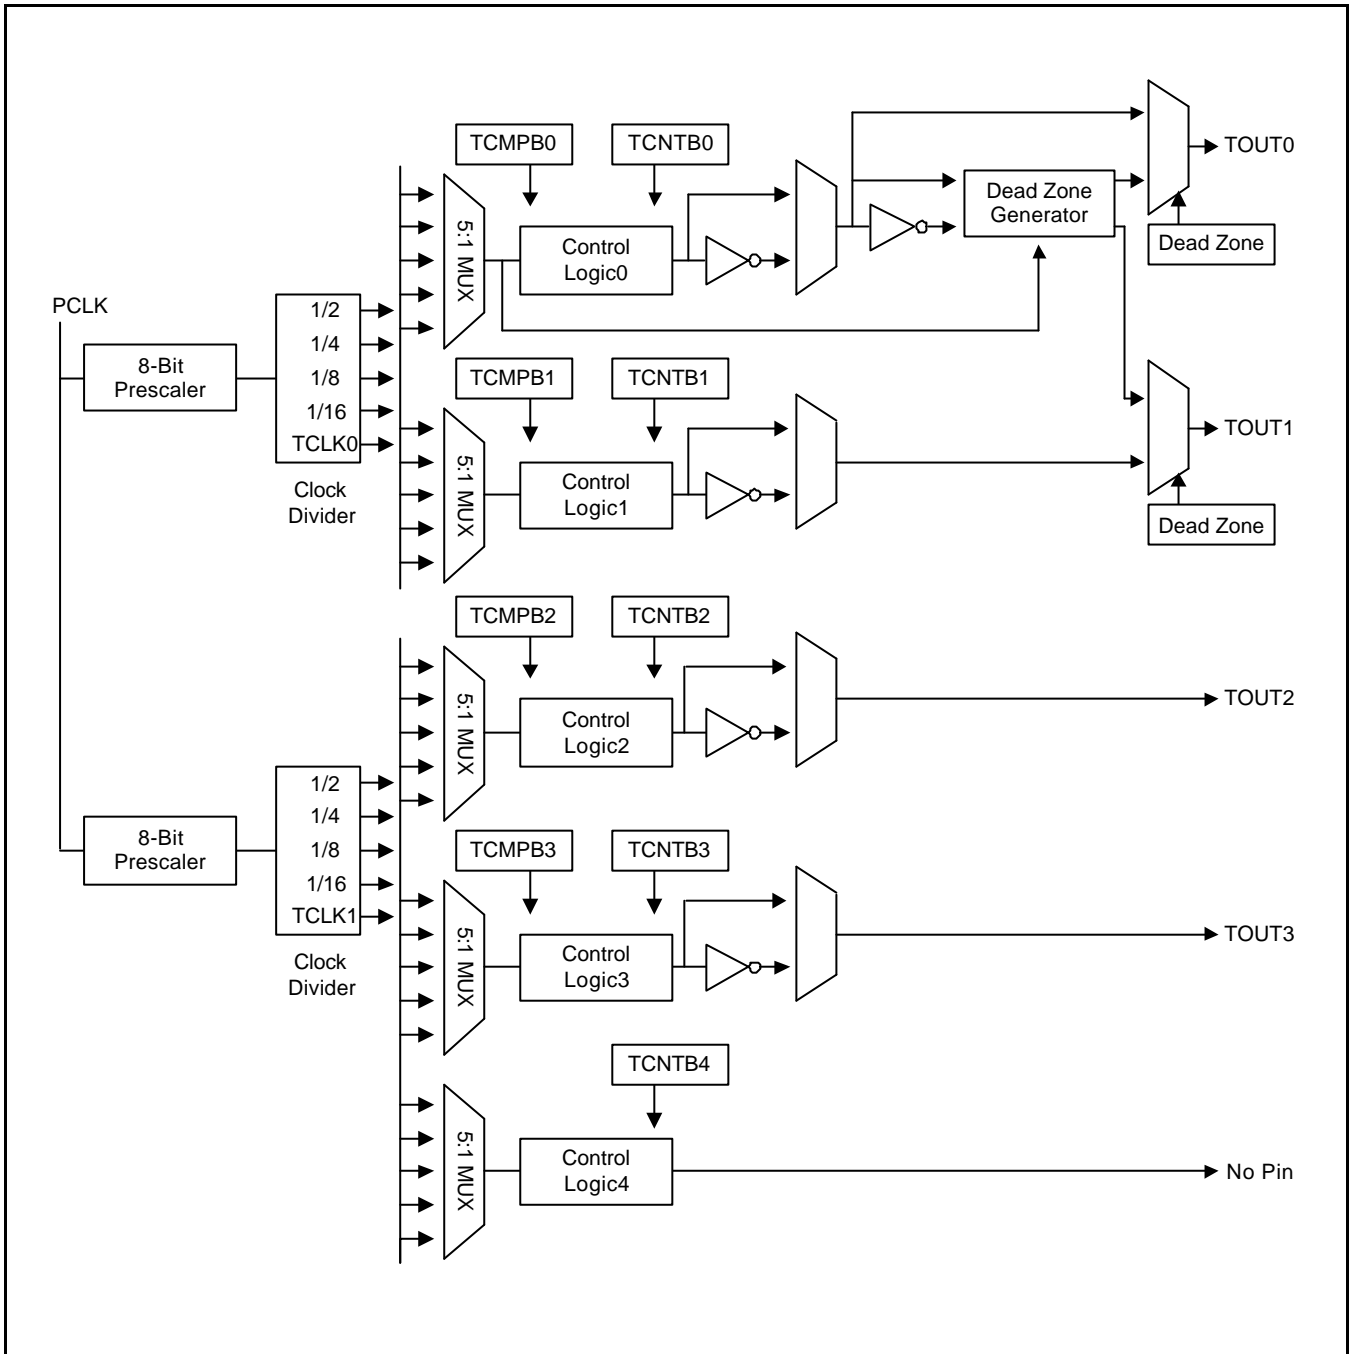 TCMPB0
TCNTB0
TOUT0
5:1 MUX
Control
Logic0
Dead Zone
Generator
Dead Zone
PCLK
8-Bit
Prescaler
1/2
1/4
1/8
1/16
TCLK0
Clock
Divider
TCMPB1
TCNTB1
5:1 MUX
Control
Logic1
TOUT1
Dead Zone
TCMPB2
TCNTB2
5:1 MUX
Control
Logic2
TOUT2
8-Bit
Prescaler
1/2
1/4
1/8
1/16
TCLK1
Clock
Divider
TCMPB3
TCNTB3
5:1 MUX
Control
Logic3
TOUT3
TCNTB4
5:1 MUX
Control
Logic4
No Pin